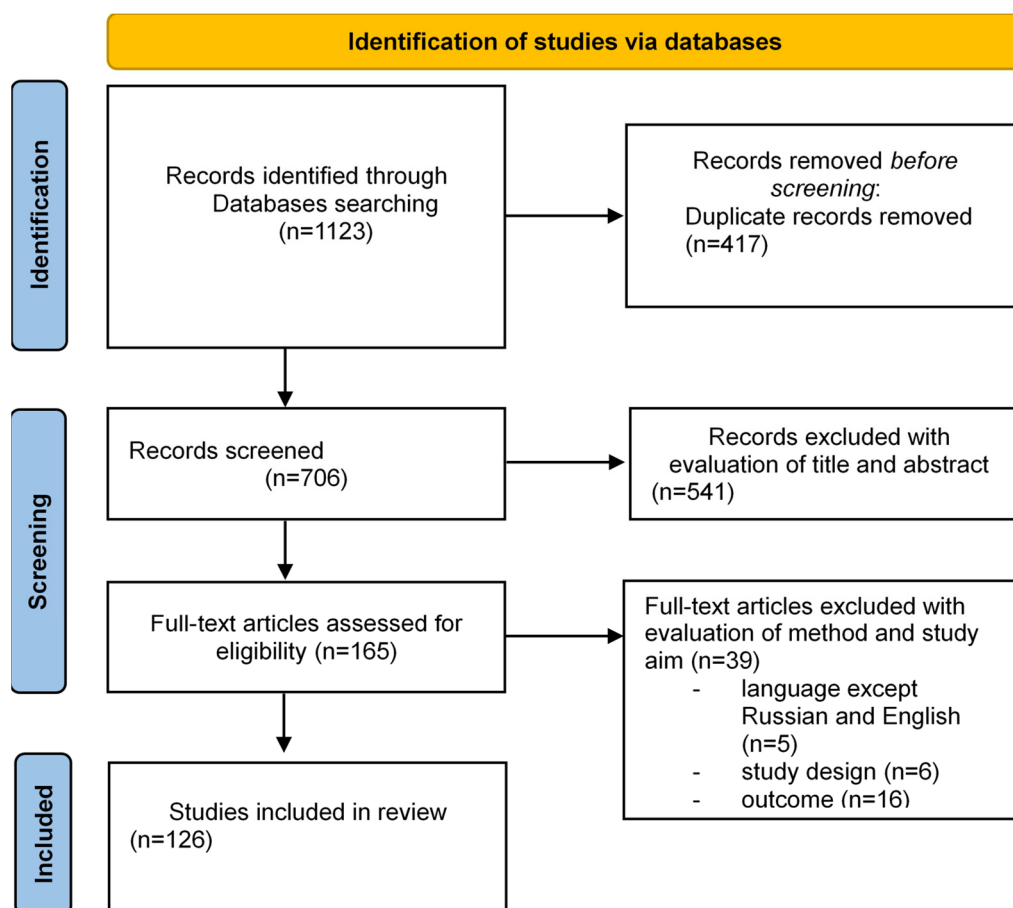 Identification of studies via databases
Identification
Records identified through
Databases searching
(n=1123)
Records removed before
screening:
Duplicate records removed
(n=417)
Screening
Records screened
(n=706)
Records excluded with
evaluation of title and abstract
(n=541)
Full-text articles assessed for
eligibility (n=165)
Full-text articles excluded with
evaluation of method and study
aim (n=39)
- language except
Russian and English
(n=5)
- study design (n=6)
- outcome (n=16)
Included
Studies included in review
(n=126)